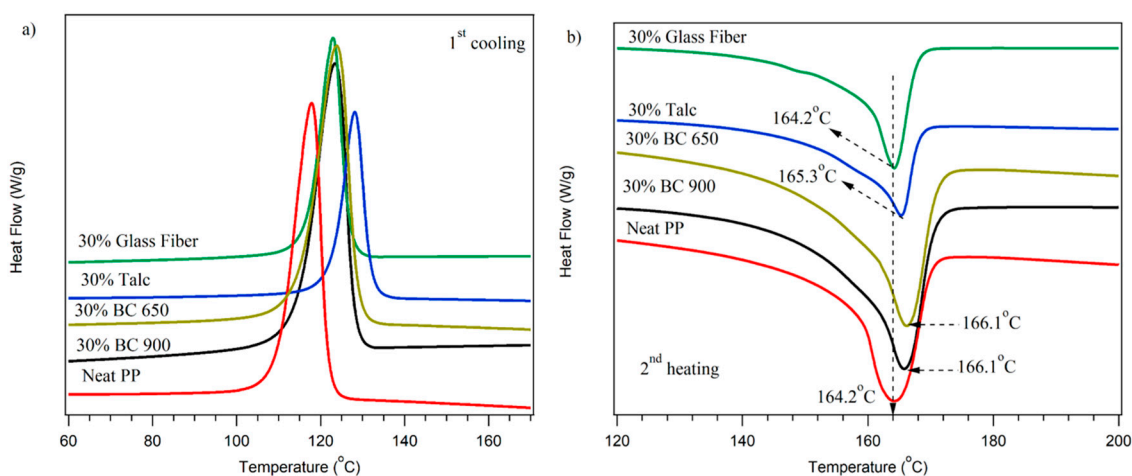 a)
1st cooling
30% Glass Fiber
30% Talc
30% BC 650
30% BC 900
Neat PP
Heat Flow (W/g)
60 80 100 120 140 160
Temperature (°C)
b)
30% Glass Fiber
164.2°C
30% Talc
30% BC 650
165.3°C
30% BC 900
Neat PP
166.1°C
2nd heating
166.1°C
164.2°C
Heat Flow (W/g)
120 140 160 180 200
Temperature (°C)